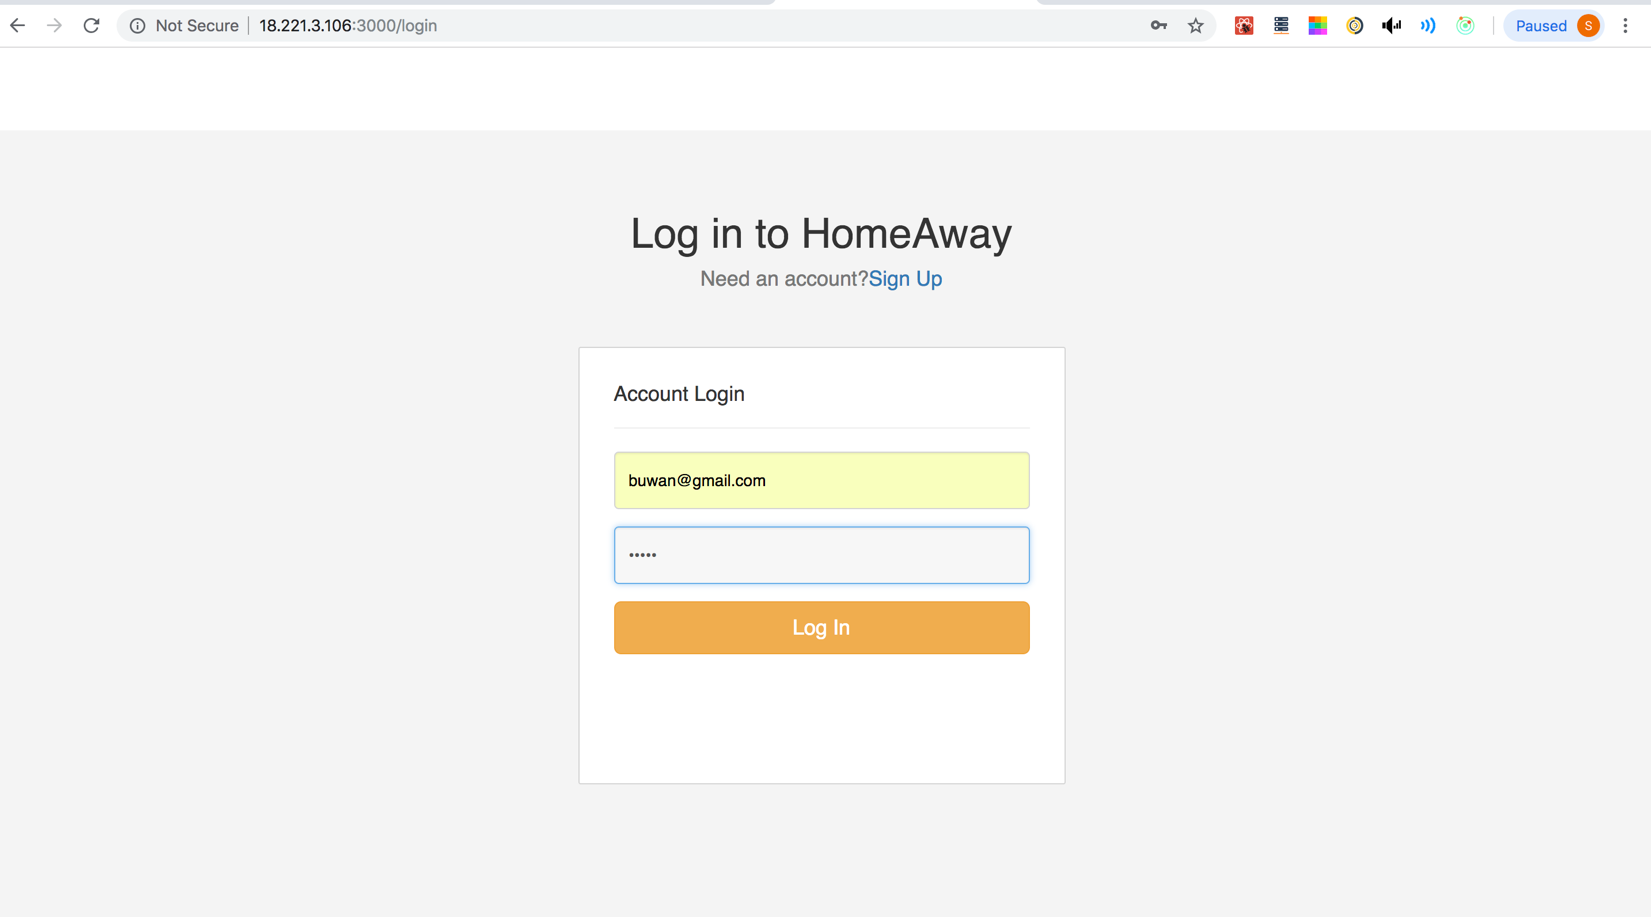 Not Secure 18.221.3.106:3000/login Paused S
Log in to HomeAway
Need an account?Sign Up
Account Login
buwan@gmail.com
•••••
Log In